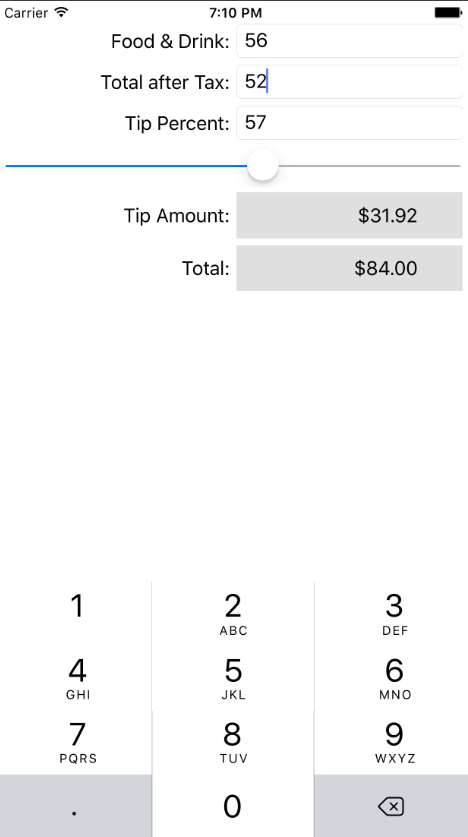 Carrier 7:10 PM
Food & Drink: 56
Total after Tax: 52
Tip Percent: 57
Tip Amount: $31.92
Total: $84.00
1 2 3
ABC DEF
4 5 6
GHI JKL MNO
7 8 9
PQRS TUV WXYZ
. 0